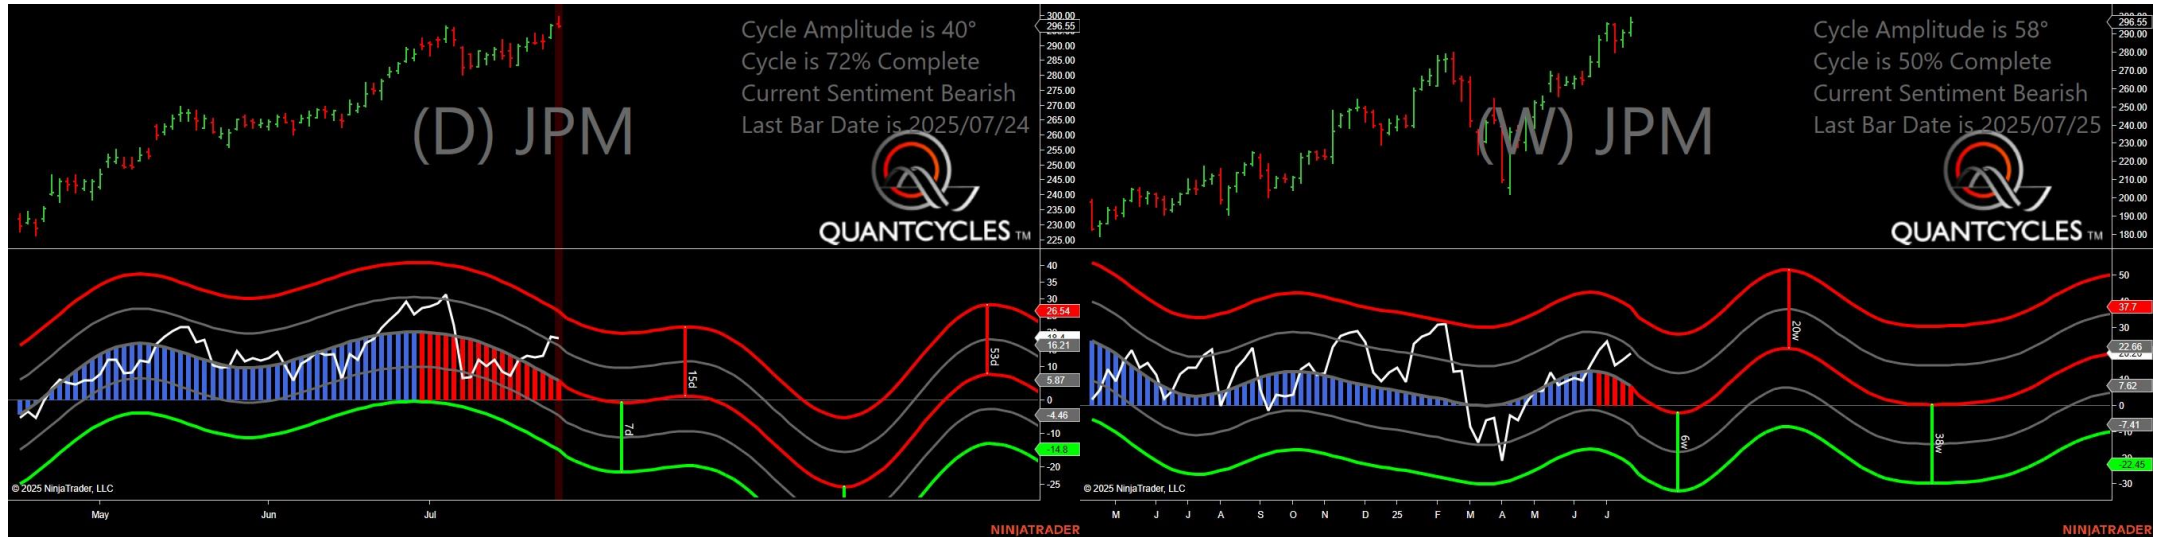 Cycle Amplitude is 40°
Cycle is 72% Complete
Current Sentiment Bearish
Last Bar Date is 2025/07/24
(D) JPM
QUANTCYCLES TM
300.00
296.55
290.00
285.00
280.00
275.00
270.00
265.00
260.00
255.00
250.00
245.00
240.00
235.00
230.00
225.00
40
35
30
26.54
16.21
10
5.87
0
-4.46
-10
-14.8
-20
-25
15d
7d
53d
© 2025 NinjaTrader, LLC
May Jun Jul
NINJATRADER
Cycle Amplitude is 58°
Cycle is 50% Complete
Current Sentiment Bearish
Last Bar Date is 2025/07/25
(W) JPM
QUANTCYCLES TM
296.55
290.00
280.00
270.00
260.00
250.00
240.00
230.00
220.00
210.00
200.00
190.00
180.00
50
37.7
30
22.66
7.62
0
-7.41
-22.45
-30
20w
6w
38w
© 2025 NinjaTrader, LLC
M J J A S O N D 25 F M A M J J
NINJATRADER